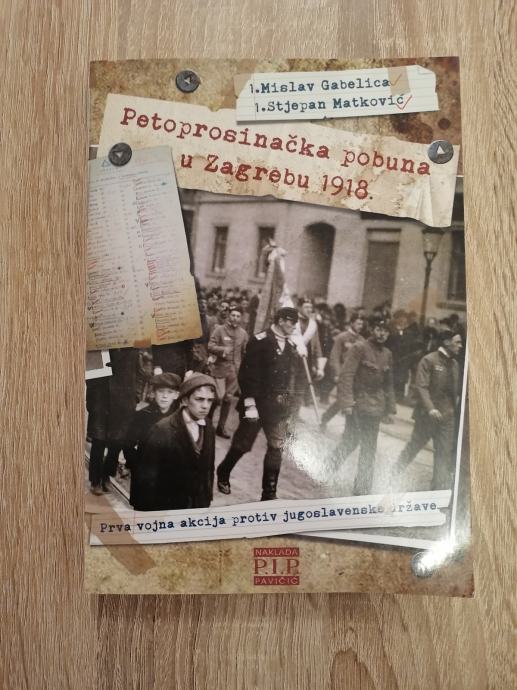 1.Mislav Gabelica
1.Stjepan Matković
Petoprosinačka pobuna
u Zagrebu 1918.
Prva vojna akcija protiv jugoslavenske države
NAKLADA
P.I.P.
PAVIČIĆ